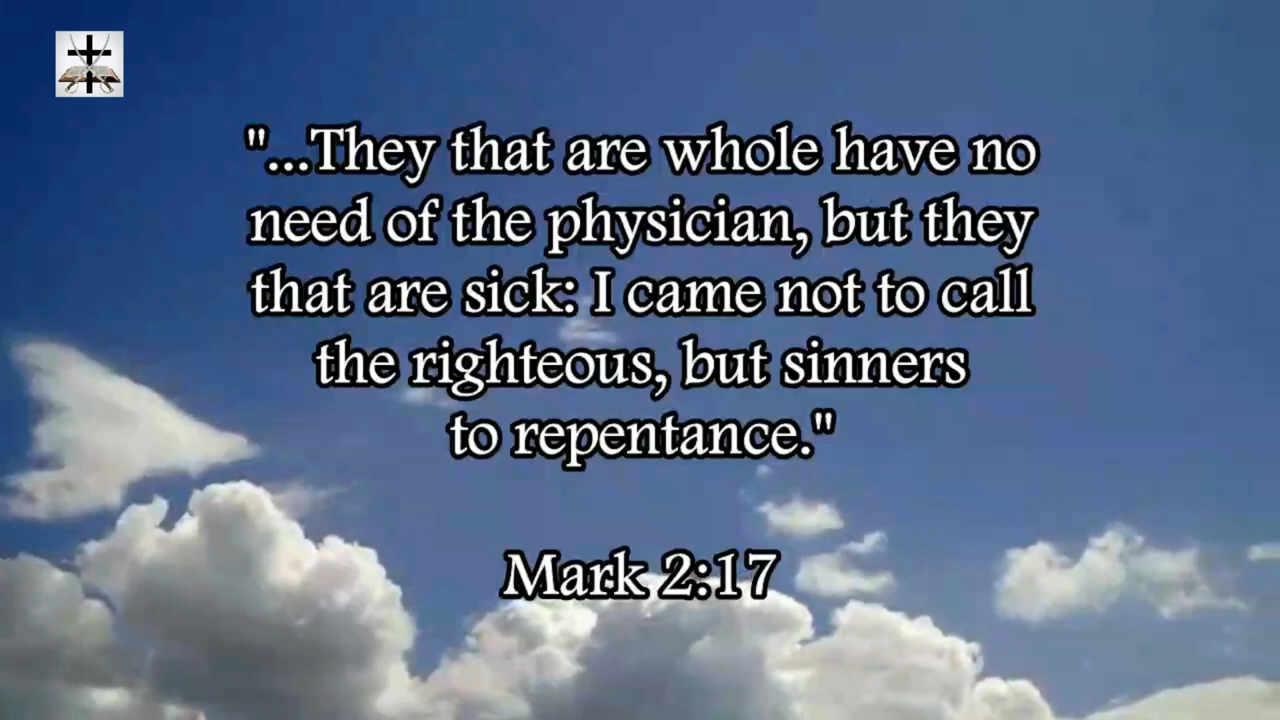 "...They that are whole have no
need of the physician, but they
that are sick: I came not to call
the righteous, but sinners
to repentance."
Mark 2:17